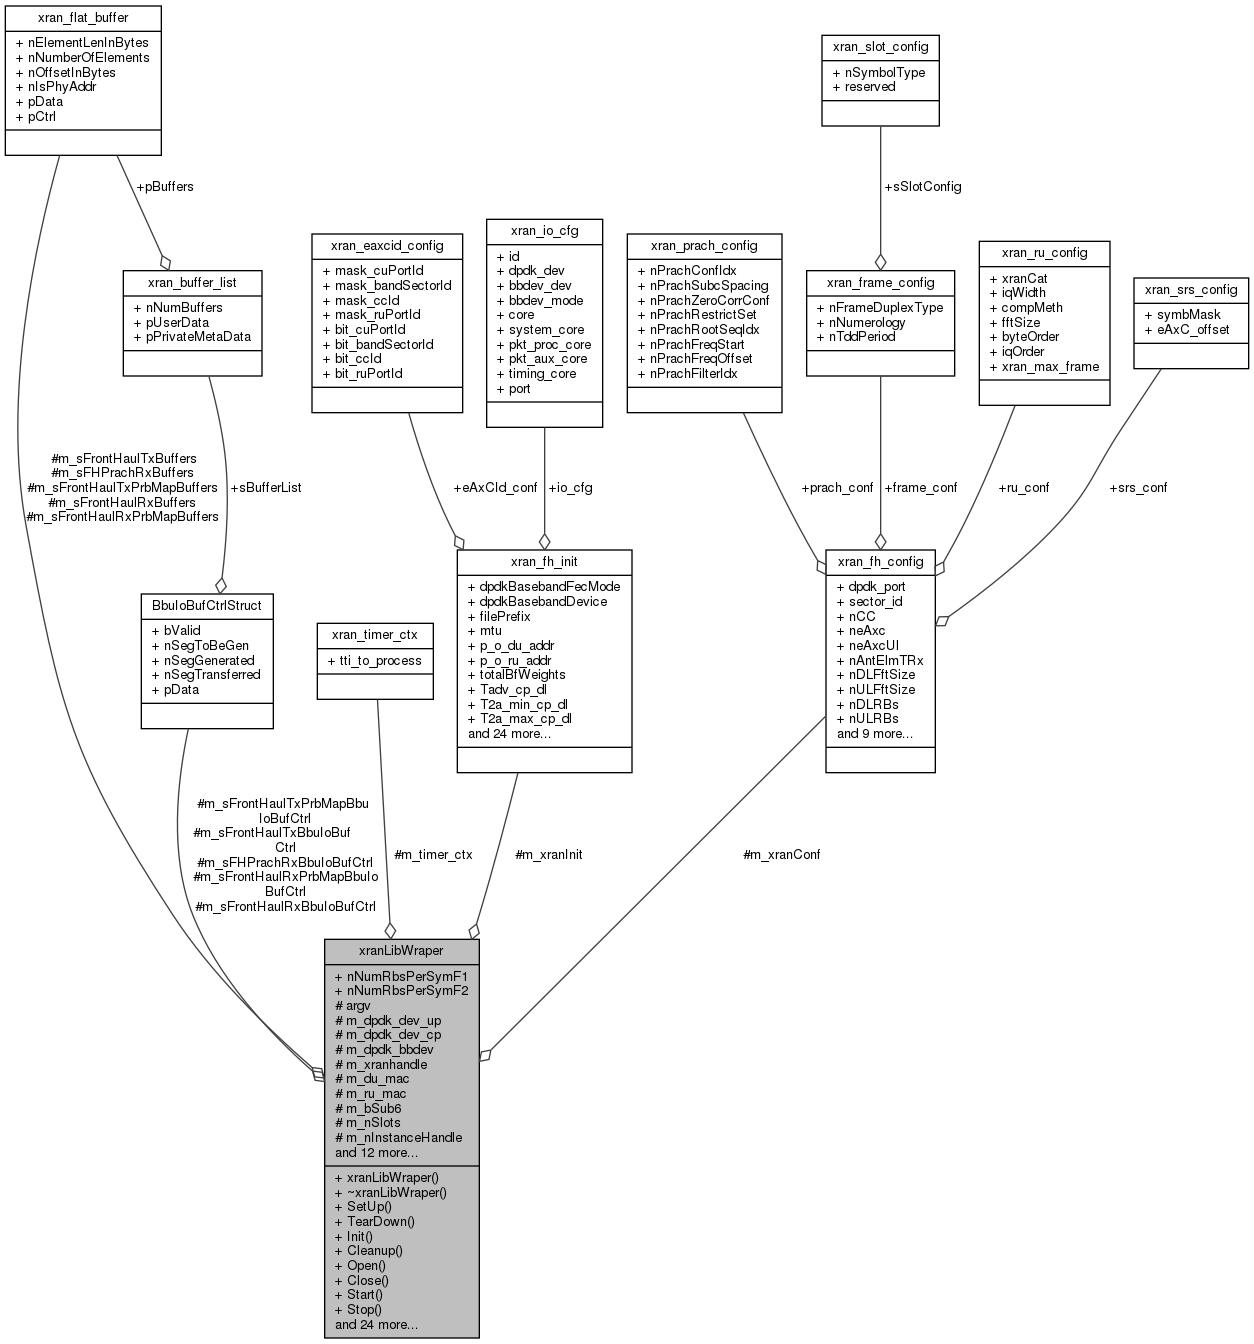 xran_flat_buffer
+ nElementLenInBytes
+ nNumberOfElements
+ nOffsetInBytes
+ nIsPhyAddr
+ pData
+ pCtrl
xran_slot_config
+ nSymbolType
+ reserved
+pBuffers
+sSlotConfig
xran_buffer_list
+ nNumBuffers
+ pUserData
+ pPrivateMetaData
xran_eaxcid_config
+ mask_cuPortId
+ mask_bandSectorId
+ mask_ccId
+ mask_ruPortId
+ bit_cuPortId
+ bit_bandSectorId
+ bit_ccId
+ bit_ruPortId
xran_io_cfg
+ id
+ dpdk_dev
+ bbdev_dev
+ bbdev_mode
+ core
+ system_core
+ pkt_proc_core
+ pkt_aux_core
+ timing_core
+ port
xran_prach_config
+ nPrachConfIdx
+ nPrachSubcSpacing
+ nPrachZeroCorrConf
+ nPrachRestrictSet
+ nPrachRootSeqIdx
+ nPrachFreqStart
+ nPrachFreqOffset
+ nPrachFilterIdx
xran_frame_config
+ nFrameDuplexType
+ nNumerology
+ nTddPeriod
xran_ru_config
+ xranCat
+ iqWidth
+ compMeth
+ fftSize
+ byteOrder
+ iqOrder
+ xran_max_frame
xran_srs_config
+ symbMask
+ eAxC_offset
#m_sFrontHaulTxBuffers
#m_sFHPrachRxBuffers
#m_sFrontHaulTxPrbMapBuffers
#m_sFrontHaulRxBuffers
#m_sFrontHaulRxPrbMapBuffers
+sBufferList
+eAxCId_conf
+io_cfg
+prach_conf
+frame_conf
+ru_conf
+srs_conf
BbuIoBufCtrlStruct
+ bValid
+ nSegToBeGen
+ nSegGenerated
+ nSegTransferred
+ pData
xran_timer_ctx
+ tti_to_process
xran_fh_init
+ dpdkBasebandFecMode
+ dpdkBasebandDevice
+ filePrefix
+ mtu
+ p_o_du_addr
+ p_o_ru_addr
+ totalBfWeights
+ Tadv_cp_dl
+ T2a_min_cp_dl
+ T2a_max_cp_dl
and 24 more...
xran_fh_config
+ dpdk_port
+ sector_id
+ nCC
+ neAxc
+ neAxcUl
+ nAntElmTRx
+ nDLFftSize
+ nULFftSize
+ nDLRBs
+ nULRBs
and 9 more...
#m_sFrontHaulTxPrbMapBbu
IoBufCtrl
#m_sFrontHaulTxBbuIoBuf
Ctrl
#m_sFHPrachRxBbuIoBufCtrl
#m_sFrontHaulRxPrbMapBbuIo
BufCtrl
#m_sFrontHaulRxBbuIoBufCtrl
#m_timer_ctx
#m_xranInit
#m_xranConf
xranLibWraper
+ nNumRbsPerSymF1
+ nNumRbsPerSymF2
# argv
# m_dpdk_dev_up
# m_dpdk_dev_cp
# m_dpdk_bbdev
# m_xranhandle
# m_du_mac
# m_ru_mac
# m_bSub6
# m_nSlots
# m_nInstanceHandle
and 12 more...
+ xranLibWraper()
+ ~xranLibWraper()
+ SetUp()
+ TearDown()
+ Init()
+ Cleanup()
+ Open()
+ Close()
+ Start()
+ Stop()
and 24 more...